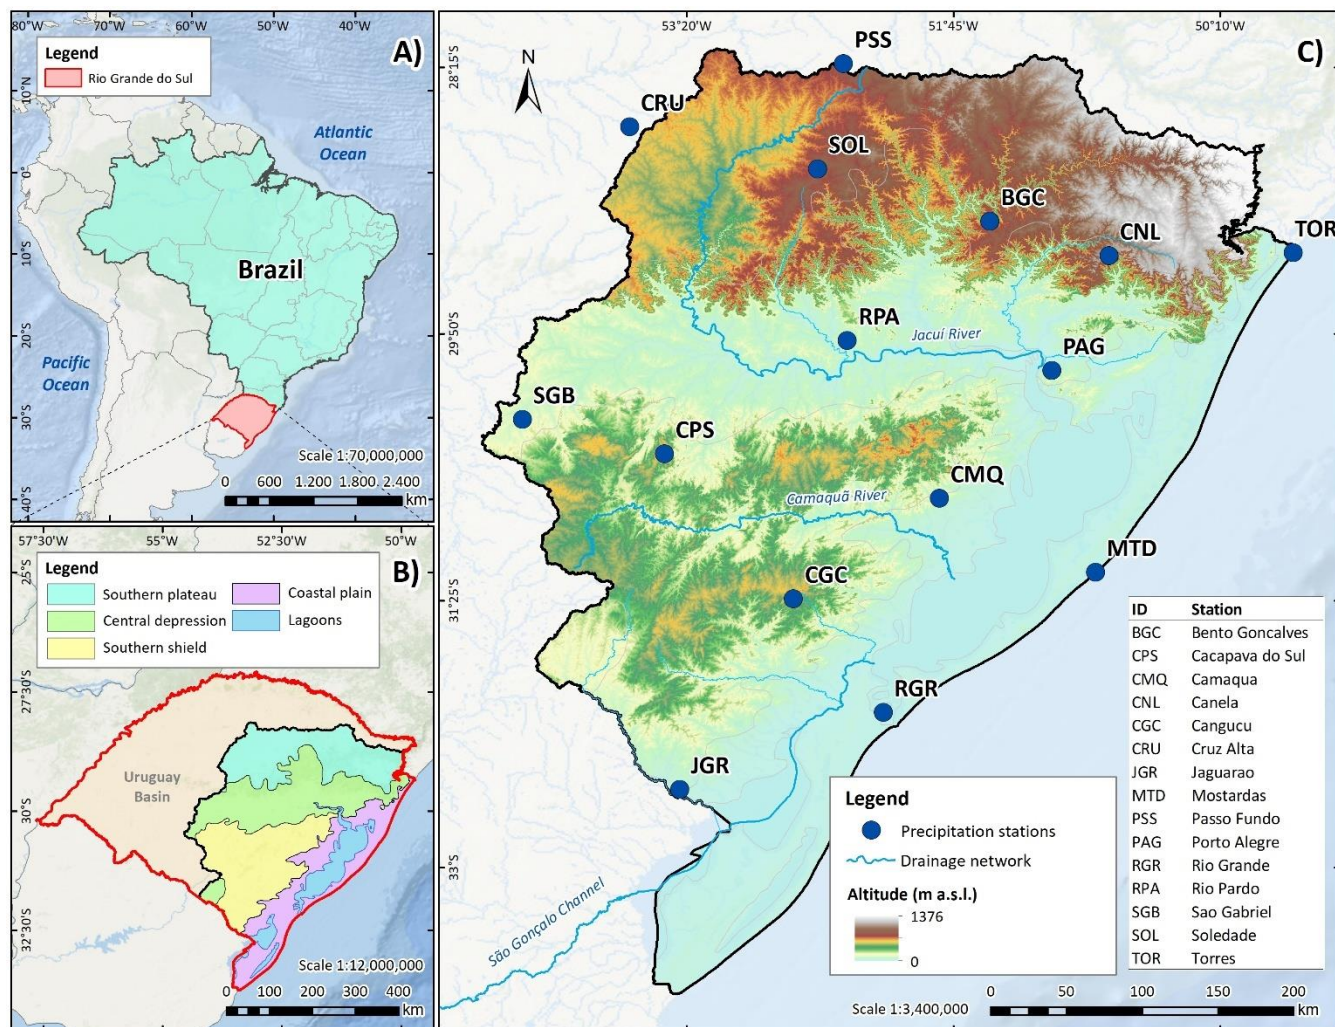 80°W 70°W 60°W 50°W 40°W
A)
Legend
Rio Grande do Sul
10°N
0°
10°S
20°S
30°S
40°S
Atlantic
Ocean
Brazil
Pacific
Ocean
Scale 1:70,000,000
0 600 1.200 1.800 2.400
km
57°30'W 55°W 52°30'W 50°W
B)
Legend
Southern plateau
Coastal plain
Central depression
Lagoons
Southern shield
25°S
27°30'S
30°S
32°30'S
Uruguay
Basin
Scale 1:12,000,000
0 100 200 300 400
km
53°20'W 51°45'W 50°10'W
C)
28°15'S
29°50'S
31°25'S
33°S
N
PSS
CRU
SOL
BGC
CNL
TOR
RPA
Jacuí River
PAG
SGB
CPS
CMQ
Camaquã River
MTD
CGC
RGR
JGR
São Gonçalo Channel
ID Station
BGC Bento Goncalves
CPS Cacapava do Sul
CMQ Camaqua
CNL Canela
CGC Cangucu
CRU Cruz Alta
JGR Jaguarao
MTD Mostardas
PSS Passo Fundo
PAG Porto Alegre
RGR Rio Grande
RPA Rio Pardo
SGB Sao Gabriel
SOL Soledade
TOR Torres
Legend
Precipitation stations
Drainage network
Altitude (m a.s.l.)
1376
0
Scale 1:3,400,000
0 50 100 150 200
km